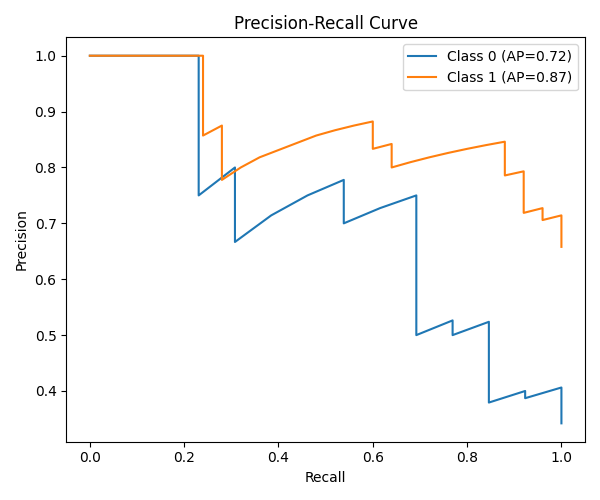 Precision-Recall Curve
Class 0 (AP=0.72)
Class 1 (AP=0.87)
Precision
1.0
0.9
0.8
0.7
0.6
0.5
0.4
0.0 0.2 0.4 0.6 0.8 1.0
Recall